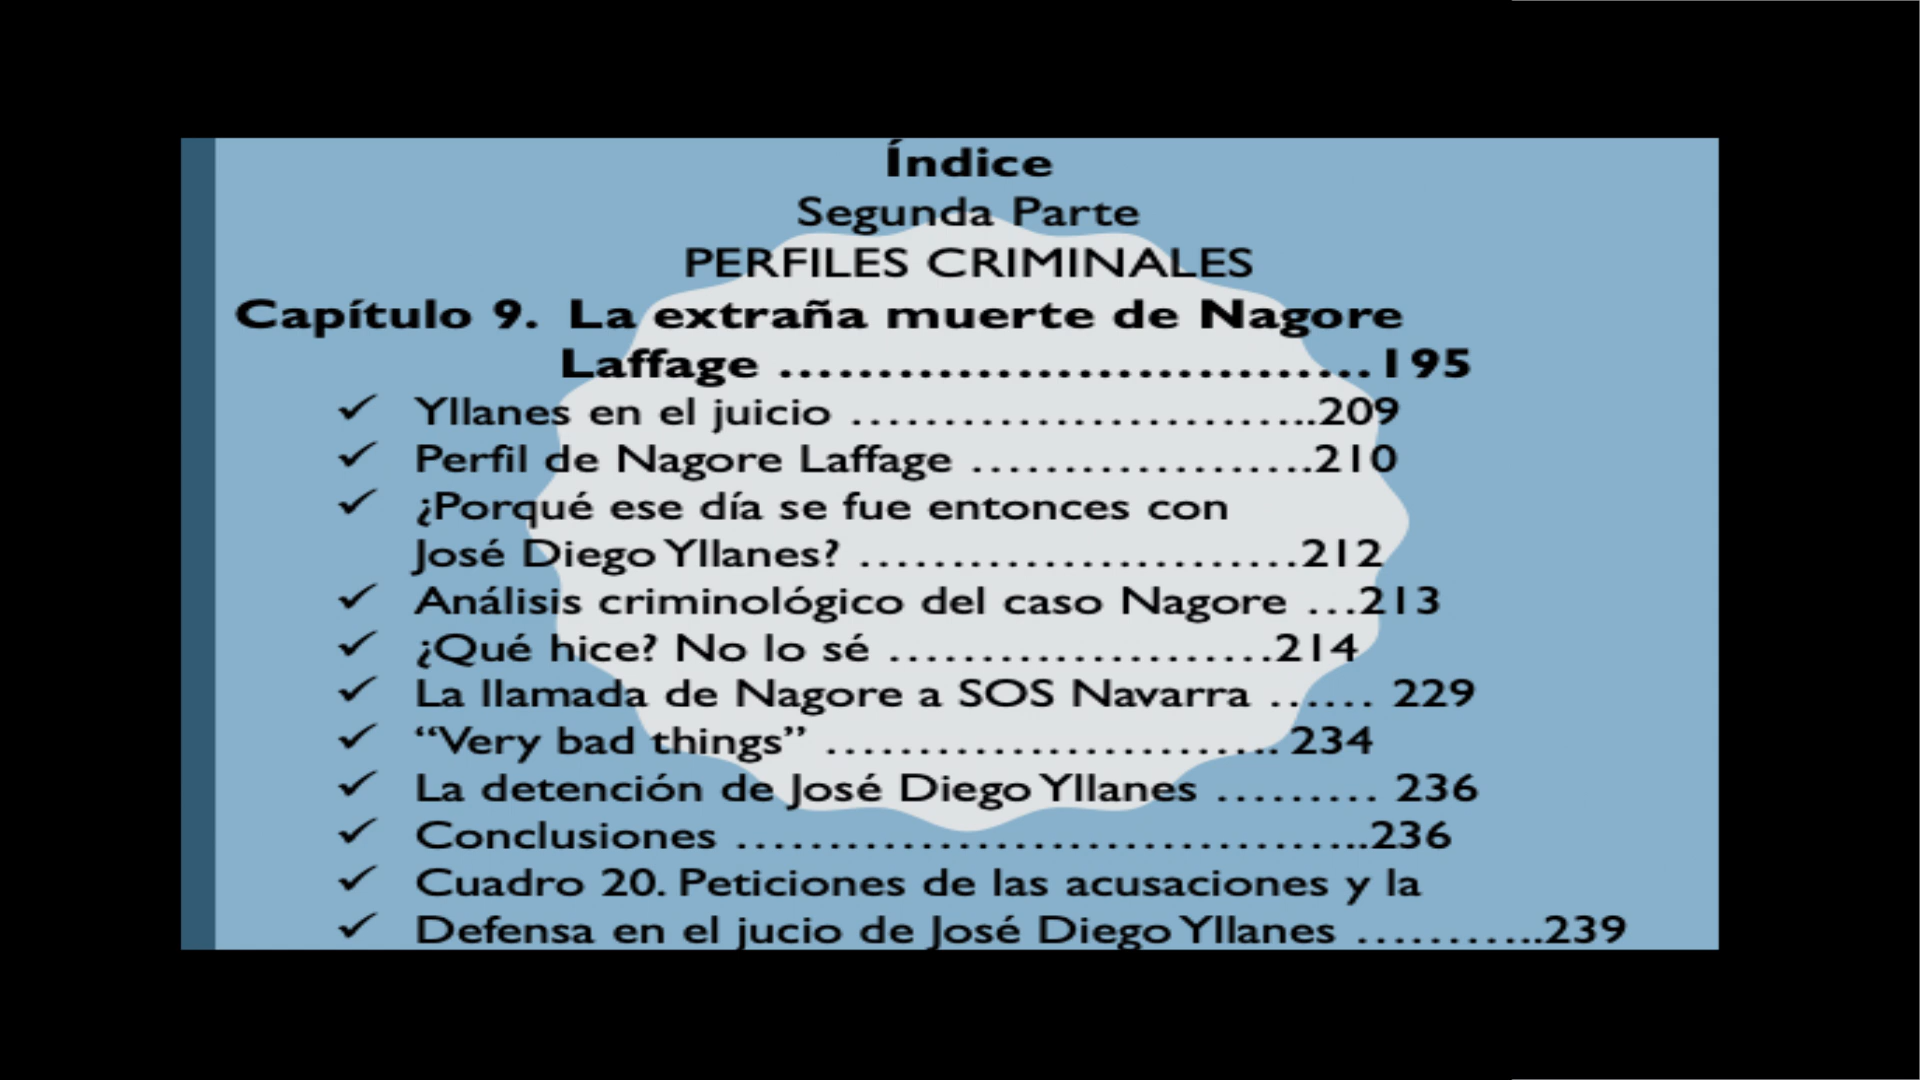 Índice
Segunda Parte
PERFILES CRIMINALES
Capítulo 9. La extraña muerte de Nagore
Laffage ................................195
✓ Yllanes en el juicio ..........................209
✓ Perfil de Nagore Laffage ....................210
✓ ¿Porqué ese día se fue entonces con
José Diego Yllanes? .........................212
✓ Análisis criminológico del caso Nagore ...213
✓ ¿Qué hice? No lo sé ......................214
✓ La llamada de Nagore a SOS Navarra ...... 229
✓ “Very bad things” ......................... 234
✓ La detención de José Diego Yllanes ......... 236
✓ Conclusiones ....................................236
✓ Cuadro 20. Peticiones de las acusaciones y la
✓ Defensa en el jucio de José Diego Yllanes ...........239